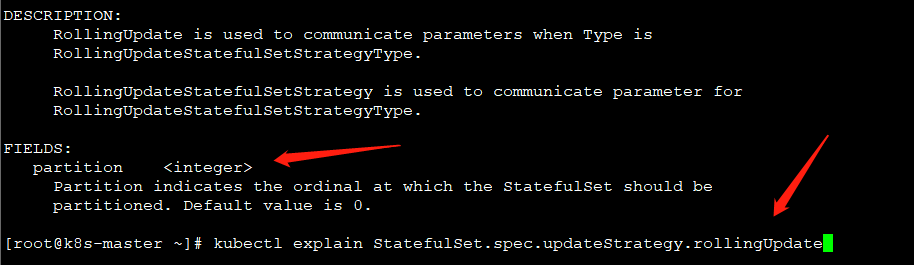 DESCRIPTION:
RollingUpdate is used to communicate parameters when Type is
RollingUpdateStatefulSetStrategyType.
RollingUpdateStatefulSetStrategy is used to communicate parameter for
RollingUpdateStatefulSetStrategyType.
FIELDS:
partition    <integer>
Partition indicates the ordinal at which the StatefulSet should be
partitioned. Default value is 0.
[root@k8s-master ~]# kubectl explain StatefulSet.spec.updateStrategy.rollingUpdate